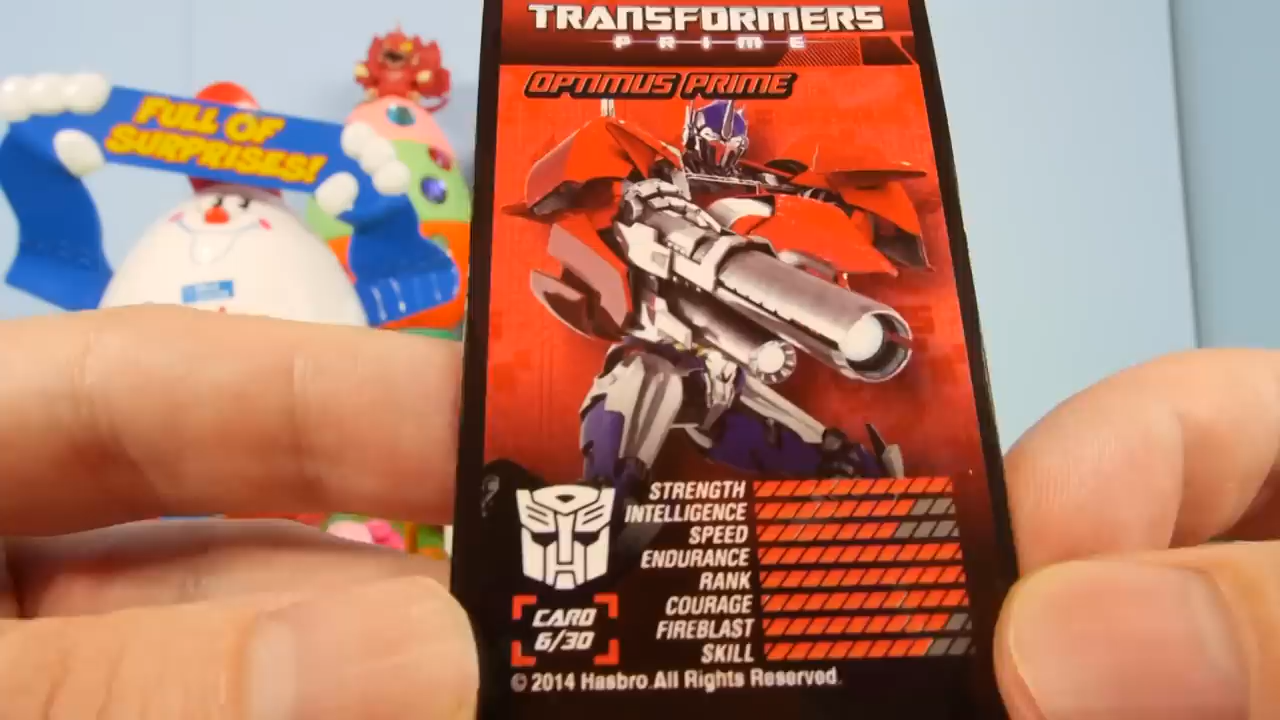 FULL OF
SURPRISES!
TRANSFORMERS
PRIME
OPTIMUS PRIME
STRENGTH
INTELLIGENCE
SPEED
ENDURANCE
RANK
COURAGE
FIREBLAST
SKILL
CARD
6/30
© 2014 Hasbro.All Rights Reserved.